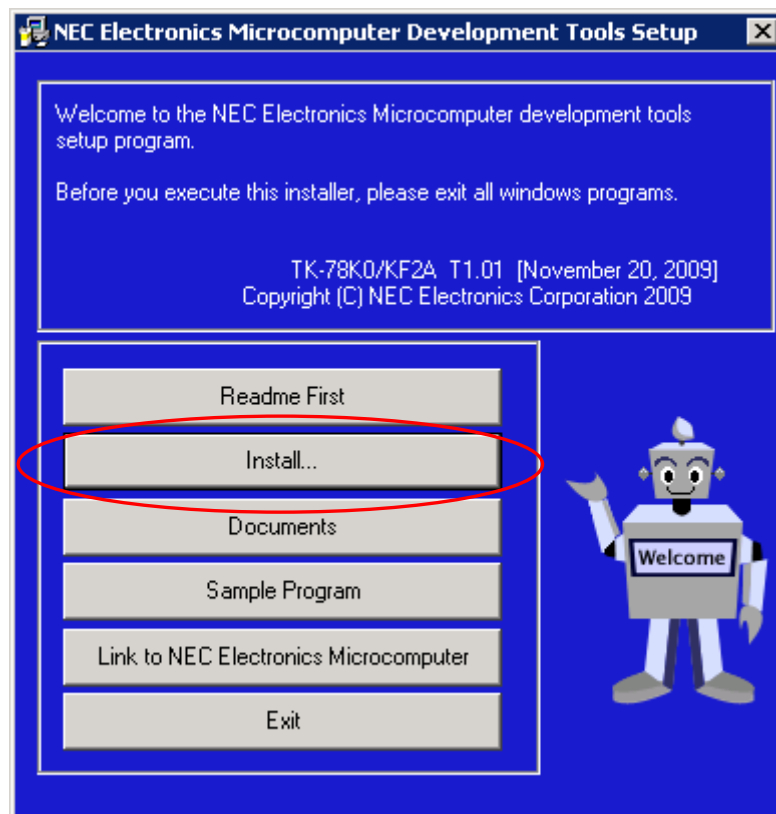 NEC Electronics Microcomputer Development Tools Setup
Welcome to the NEC Electronics Microcomputer development tools
setup program.
Before you execute this installer, please exit all windows programs.
TK-78K0/KF2A T1.01 [November 20, 2009]
Copyright (C) NEC Electronics Corporation 2009
Readme First
Install...
Documents
Sample Program
Link to NEC Electronics Microcomputer
Exit
Welcome